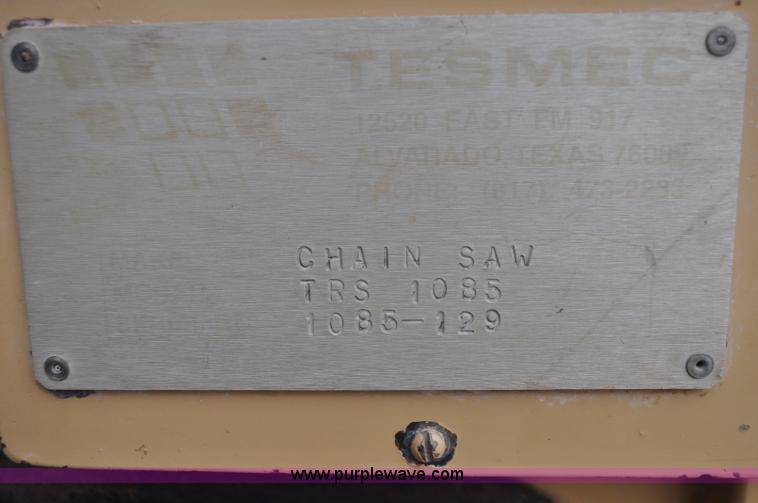 TESMEC
12520 EAST FM 917
ALVARADO, TEXAS
PHONE: (817) 473-2233
MAKE
CHAIN SAW
TRS 1085
1085-129
www.purplewave.com